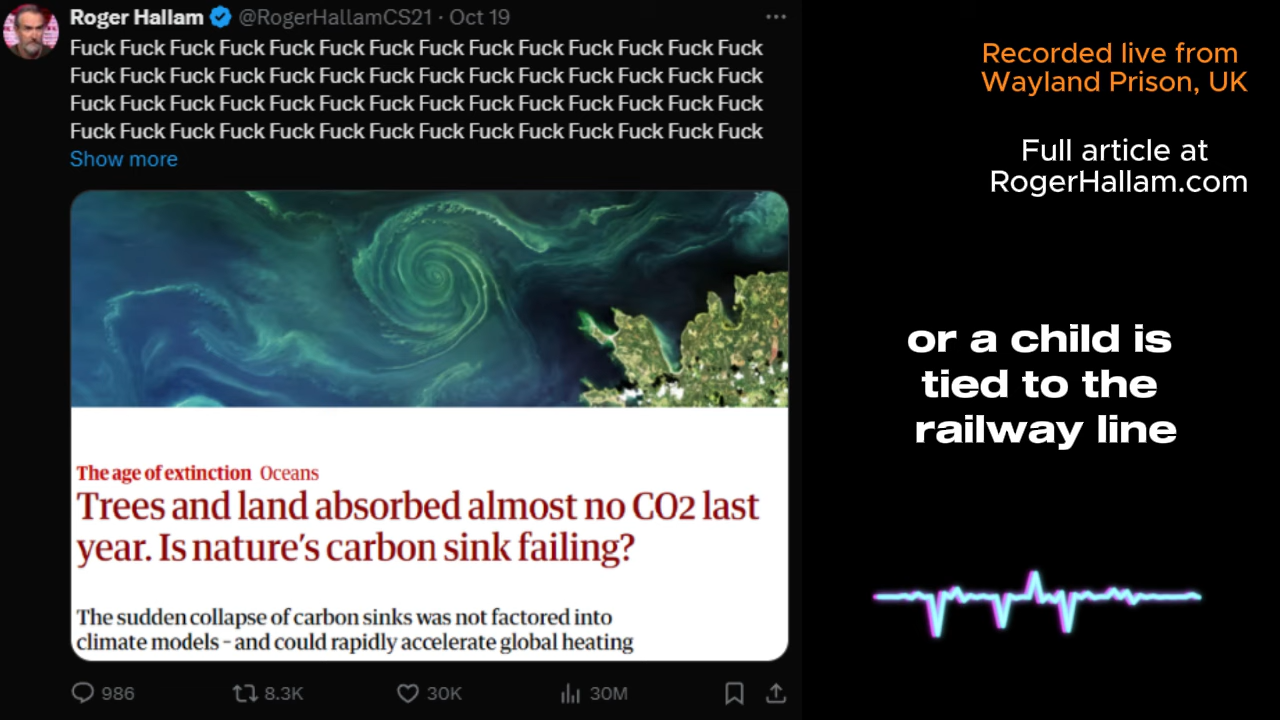 Roger Hallam @RogerHallamCS21 · Oct 19
Fuck Fuck Fuck Fuck Fuck Fuck Fuck Fuck Fuck Fuck Fuck Fuck Fuck Fuck
Fuck Fuck Fuck Fuck Fuck Fuck Fuck Fuck Fuck Fuck Fuck Fuck Fuck Fuck
Fuck Fuck Fuck Fuck Fuck Fuck Fuck Fuck Fuck Fuck Fuck Fuck Fuck Fuck
Fuck Fuck Fuck Fuck Fuck Fuck Fuck Fuck Fuck Fuck Fuck Fuck Fuck Fuck
Show more
The age of extinction Oceans
Trees and land absorbed almost no CO2 last
year. Is nature's carbon sink failing?
The sudden collapse of carbon sinks was not factored into
climate models – and could rapidly accelerate global heating
986 8.3K 30K 30M
Recorded live from
Wayland Prison, UK
Full article at
RogerHallam.com
or a child is
tied to the
railway line